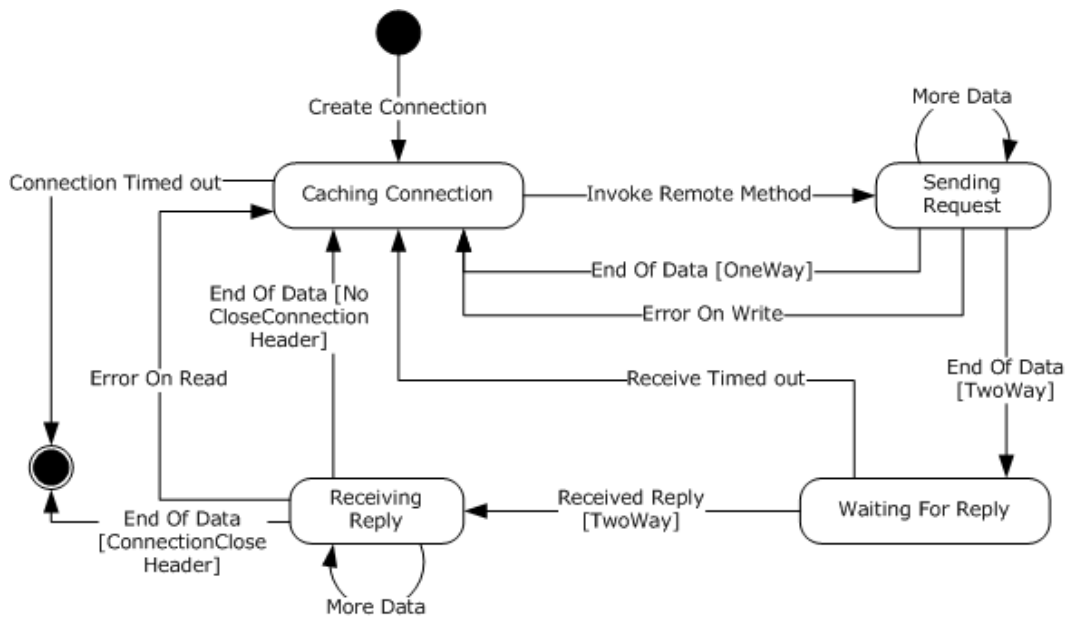 Create Connection
More Data
Connection Timed out
Caching Connection
Invoke Remote Method
Sending
Request
End Of Data [OneWay]
End Of Data [No
CloseConnection
Header]
Error On Write
Error On Read
Receive Timed out
End Of Data
[TwoWay]
Receiving
Reply
Received Reply
[TwoWay]
Waiting For Reply
End Of Data
[ConnectionClose
Header]
More Data